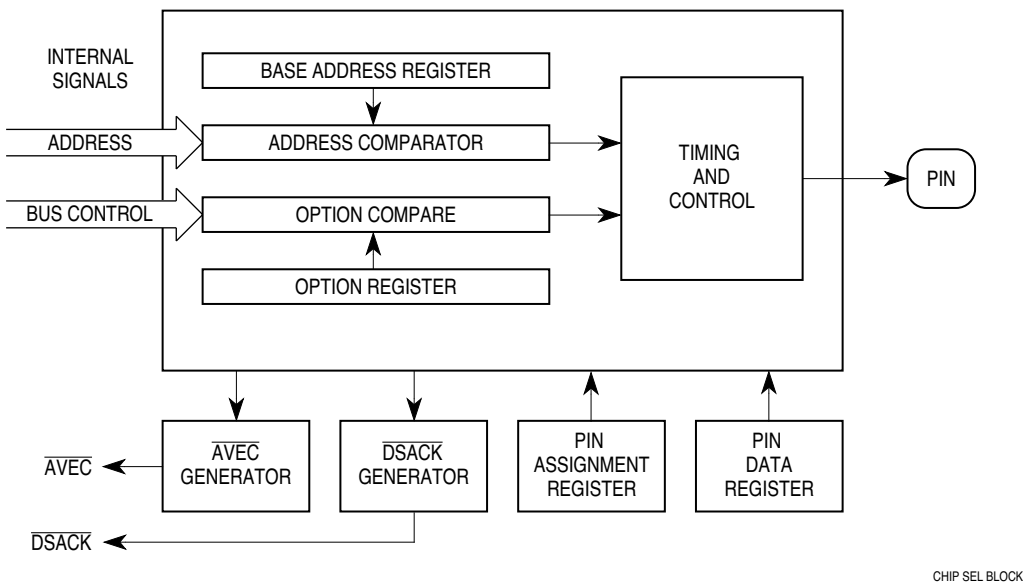 INTERNAL
SIGNALS
BASE ADDRESS REGISTER
ADDRESS
ADDRESS COMPARATOR
TIMING
AND
CONTROL
PIN
BUS CONTROL
OPTION COMPARE
OPTION REGISTER
AVEC
GENERATOR
DSACK
GENERATOR
PIN
ASSIGNMENT
REGISTER
PIN
DATA
REGISTER
AVEC
DSACK
CHIP SEL BLOCK